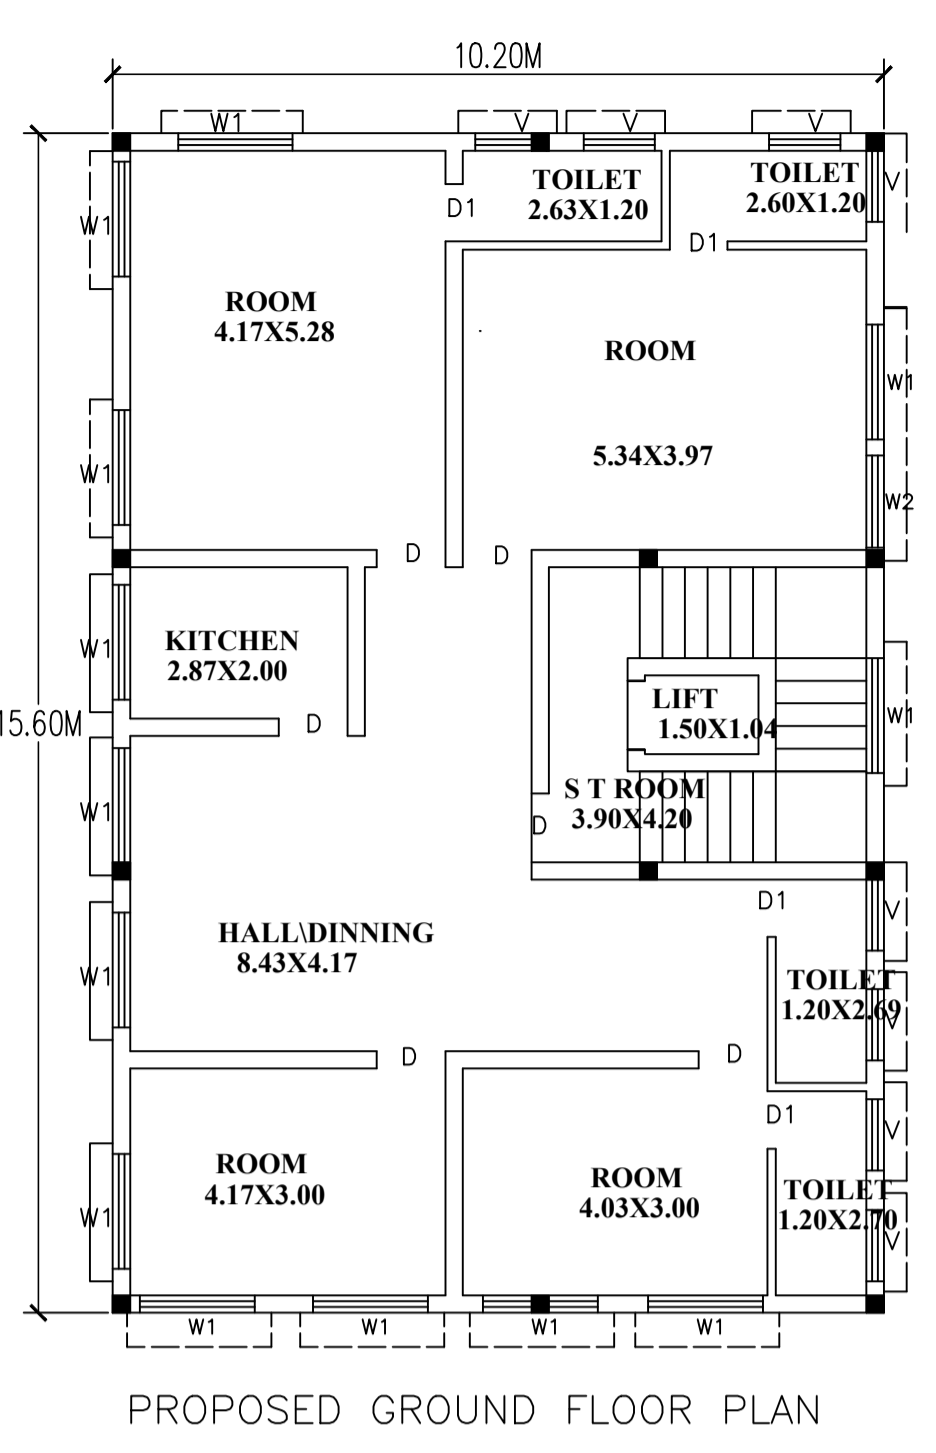 10.20M
W1
V
V
V
TOILET
2.63X1.20
TOILET
2.60X1.20
V
D1
W1
D1
ROOM
4.17X5.28
ROOM
5.34X3.97
W1
W1
W2
D
D
KITCHEN
2.87X2.00
W1
D
LIFT
1.50X1.04
W1
15.60M
S T ROOM
3.90X4.20
W1
D
D1
V
HALL\DINNING
8.43X4.17
W1
TOILET
1.20X2.69
V
D
D
D1
V
ROOM
4.17X3.00
ROOM
4.03X3.00
TOILET
1.20X2.70
W1
V
W1
W1
W1
W1
PROPOSED GROUND FLOOR PLAN